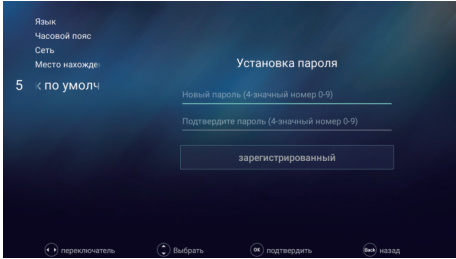 Язык
Часовой пояс
Сеть
Место нахожде
5 к по умолч
Установка пароля
Новый пароль (4-значный номер 0-9)
Подтвердите пароль (4-значный номер 0-9)
зарегистрированный
переключатель
Выбрать
OK подтвердить
Back назад